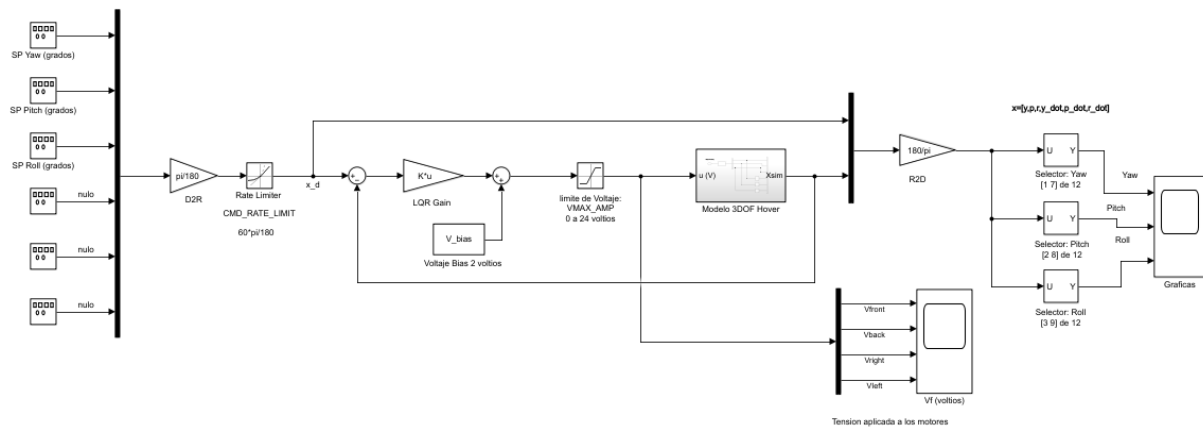 SP Yaw (grados)
SP Pitch (grados)
SP Roll (grados)
nulo
nulo
nulo
pi/180
D2R
Rate Limiter
CMD_RATE_LIMIT
60*pi/180
x_d
K*u
LQR Gain
V_bias
Voltaje Bias 2 voltios
limite de Voltaje:
VMAX_AMP
0 a 24 voltios
u (V)
Xsim
Modelo 3DOF Hover
180/pi
R2D
x=[y,p,r,y_dot,p_dot,r_dot]
U Y
Selector: Yaw
[1 7] de 12
U Y
Selector: Pitch
[2 8] de 12
U Y
Selector: Roll
[3 9] de 12
Yaw
Pitch
Roll
Graficas
Vfront
Vback
Vright
Vleft
Vf (voltios)
Tension aplicada a los motores